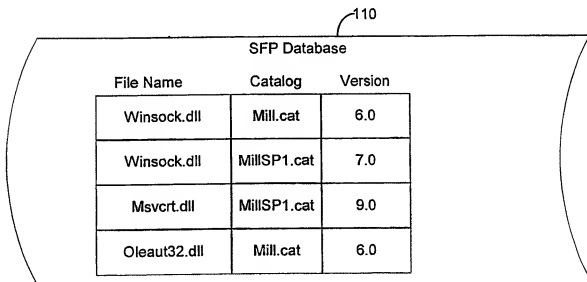 110
SFP Database
File Name Catalog Version
Winsock.dll Mill.cat 6.0
Winsock.dll MillSP1.cat 7.0
Msvcrt.dll MillSP1.cat 9.0
Oleaut32.dll Mill.cat 6.0